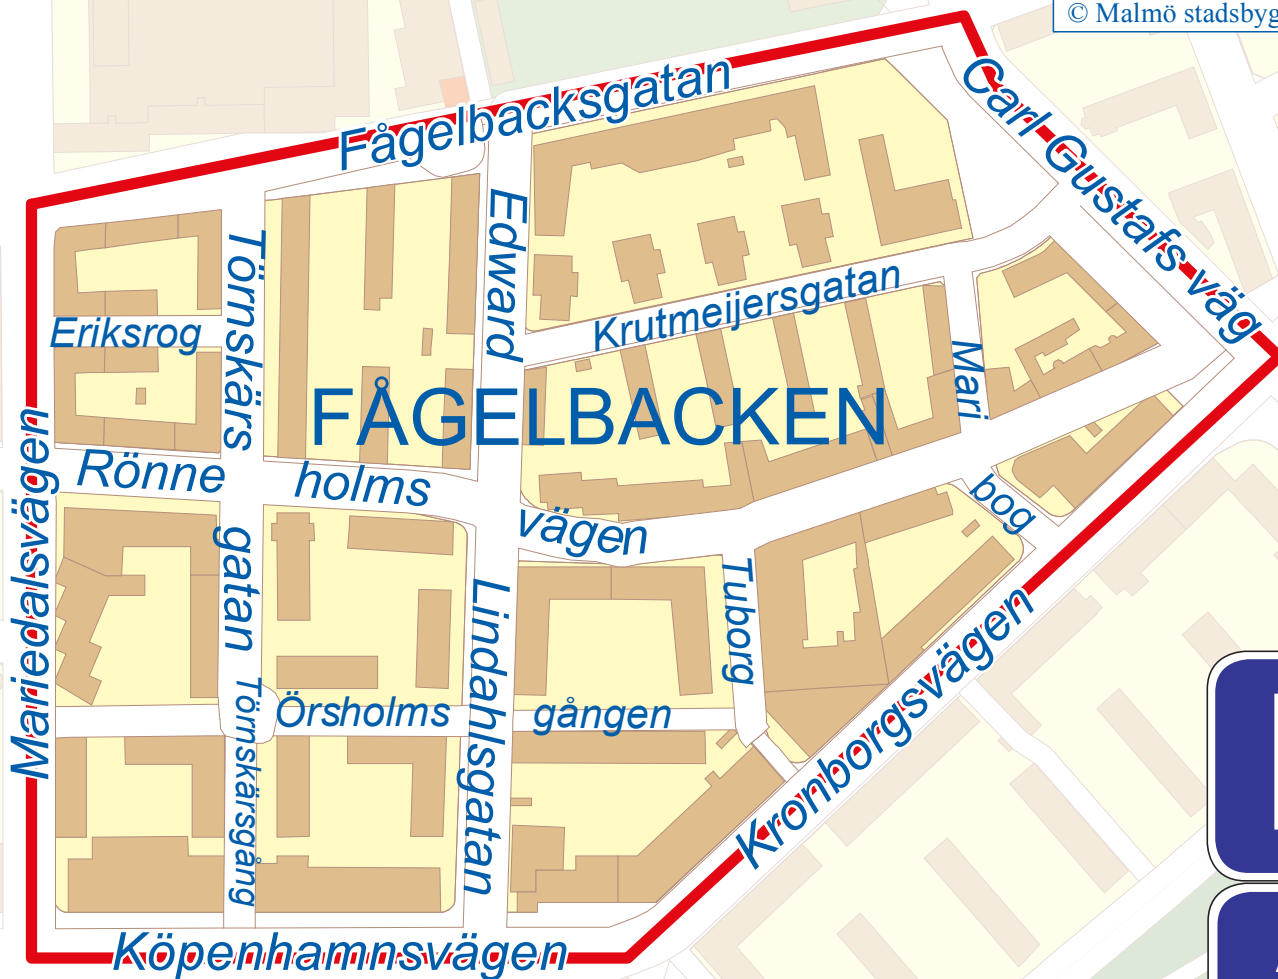 © Malmö stadsbyg
Fågelbacksgatan
Carl Gustafs väg
Edward
Törnskärs
Krutmeijersgatan
Eriksrog
Mari
FÅGELBACKEN
Mariedalsvägen
Rönne
holms
vägen
bog
gatan
Tuborg
Lindahlsgatan
Törnskärsgång
Örsholms
gången
Kronborgsvägen
Köpenhamnsvägen